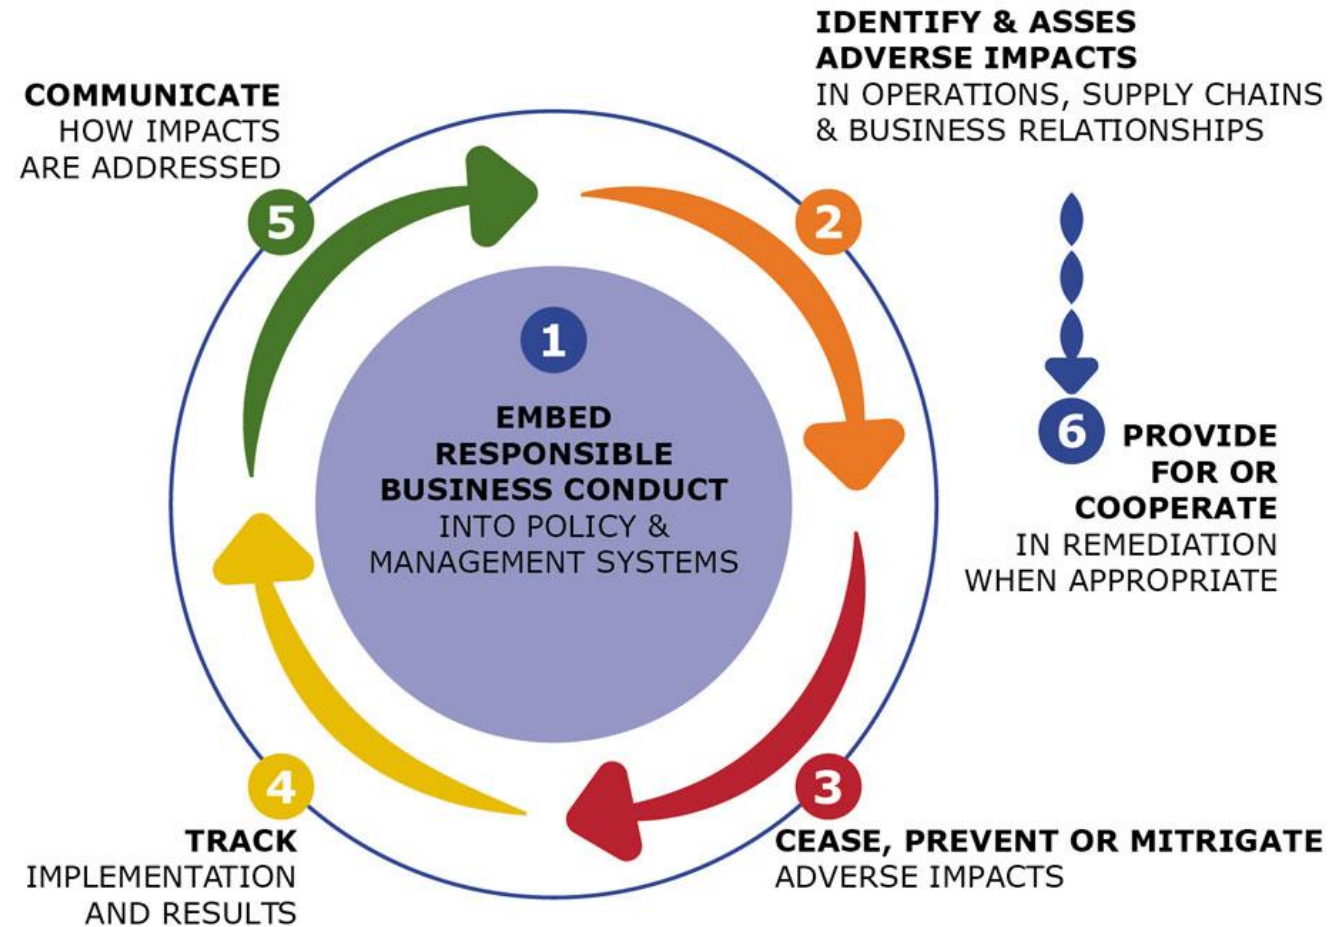 COMMUNICATE
HOW IMPACTS
ARE ADDRESSED
5
IDENTIFY & ASSES
ADVERSE IMPACTS
IN OPERATIONS, SUPPLY CHAINS
& BUSINESS RELATIONSHIPS
2
1
EMBED
RESPONSIBLE
BUSINESS CONDUCT
INTO POLICY &
MANAGEMENT SYSTEMS
6
PROVIDE
FOR OR
COOPERATE
IN REMEDIATION
WHEN APPROPRIATE
4
TRACK
IMPLEMENTATION
AND RESULTS
3
CEASE, PREVENT OR MITRIGATE
ADVERSE IMPACTS